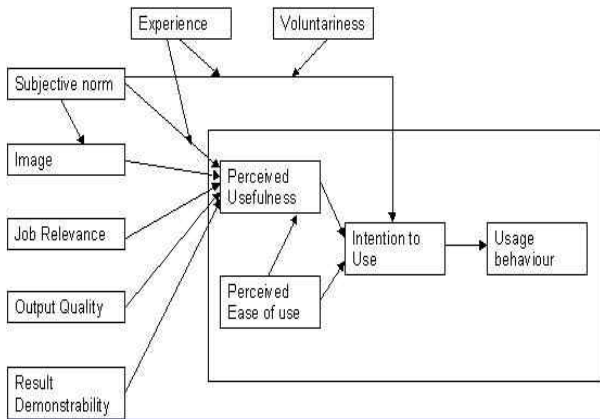 Experience
Voluntariness
Subjective norm
Image
Perceived
Usefulness
Job Relevance
Intention to
Use
Usage
behaviour
Perceived
Ease of use
Output Quality
Result
Demonstrability